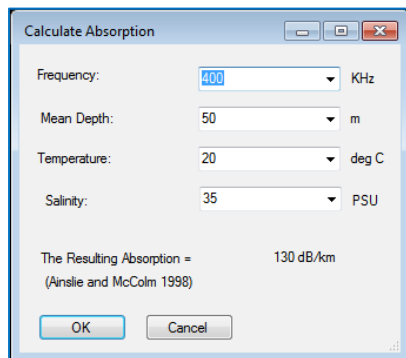 Calculate Absorption
Frequency: 400 KHz
Mean Depth: 50 m
Temperature: 20 deg C
Salinity: 35 PSU
The Resulting Absorption = 130 dB/km
(Ainslie and McColm 1998)
OK Cancel